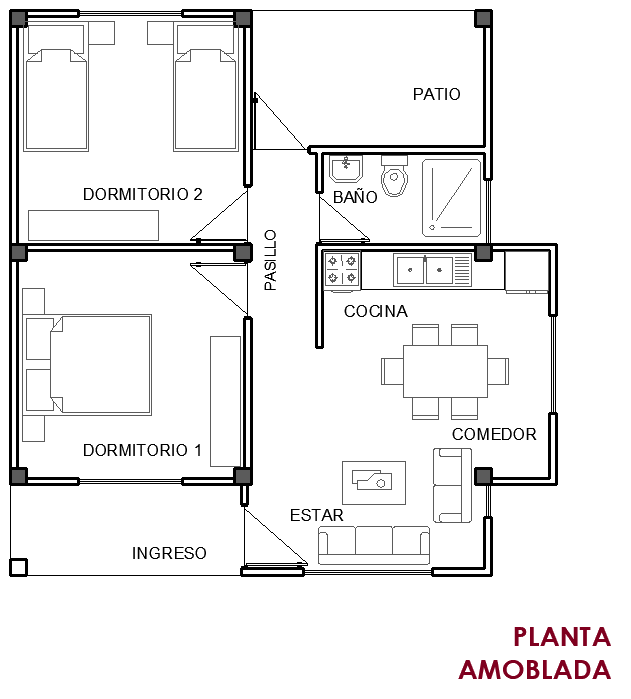 PATIO
DORMITORIO 2
BAÑO
PASILLO
COCINA
COMEDOR
DORMITORIO 1
ESTAR
INGRESO
PLANTA
AMOBLADA